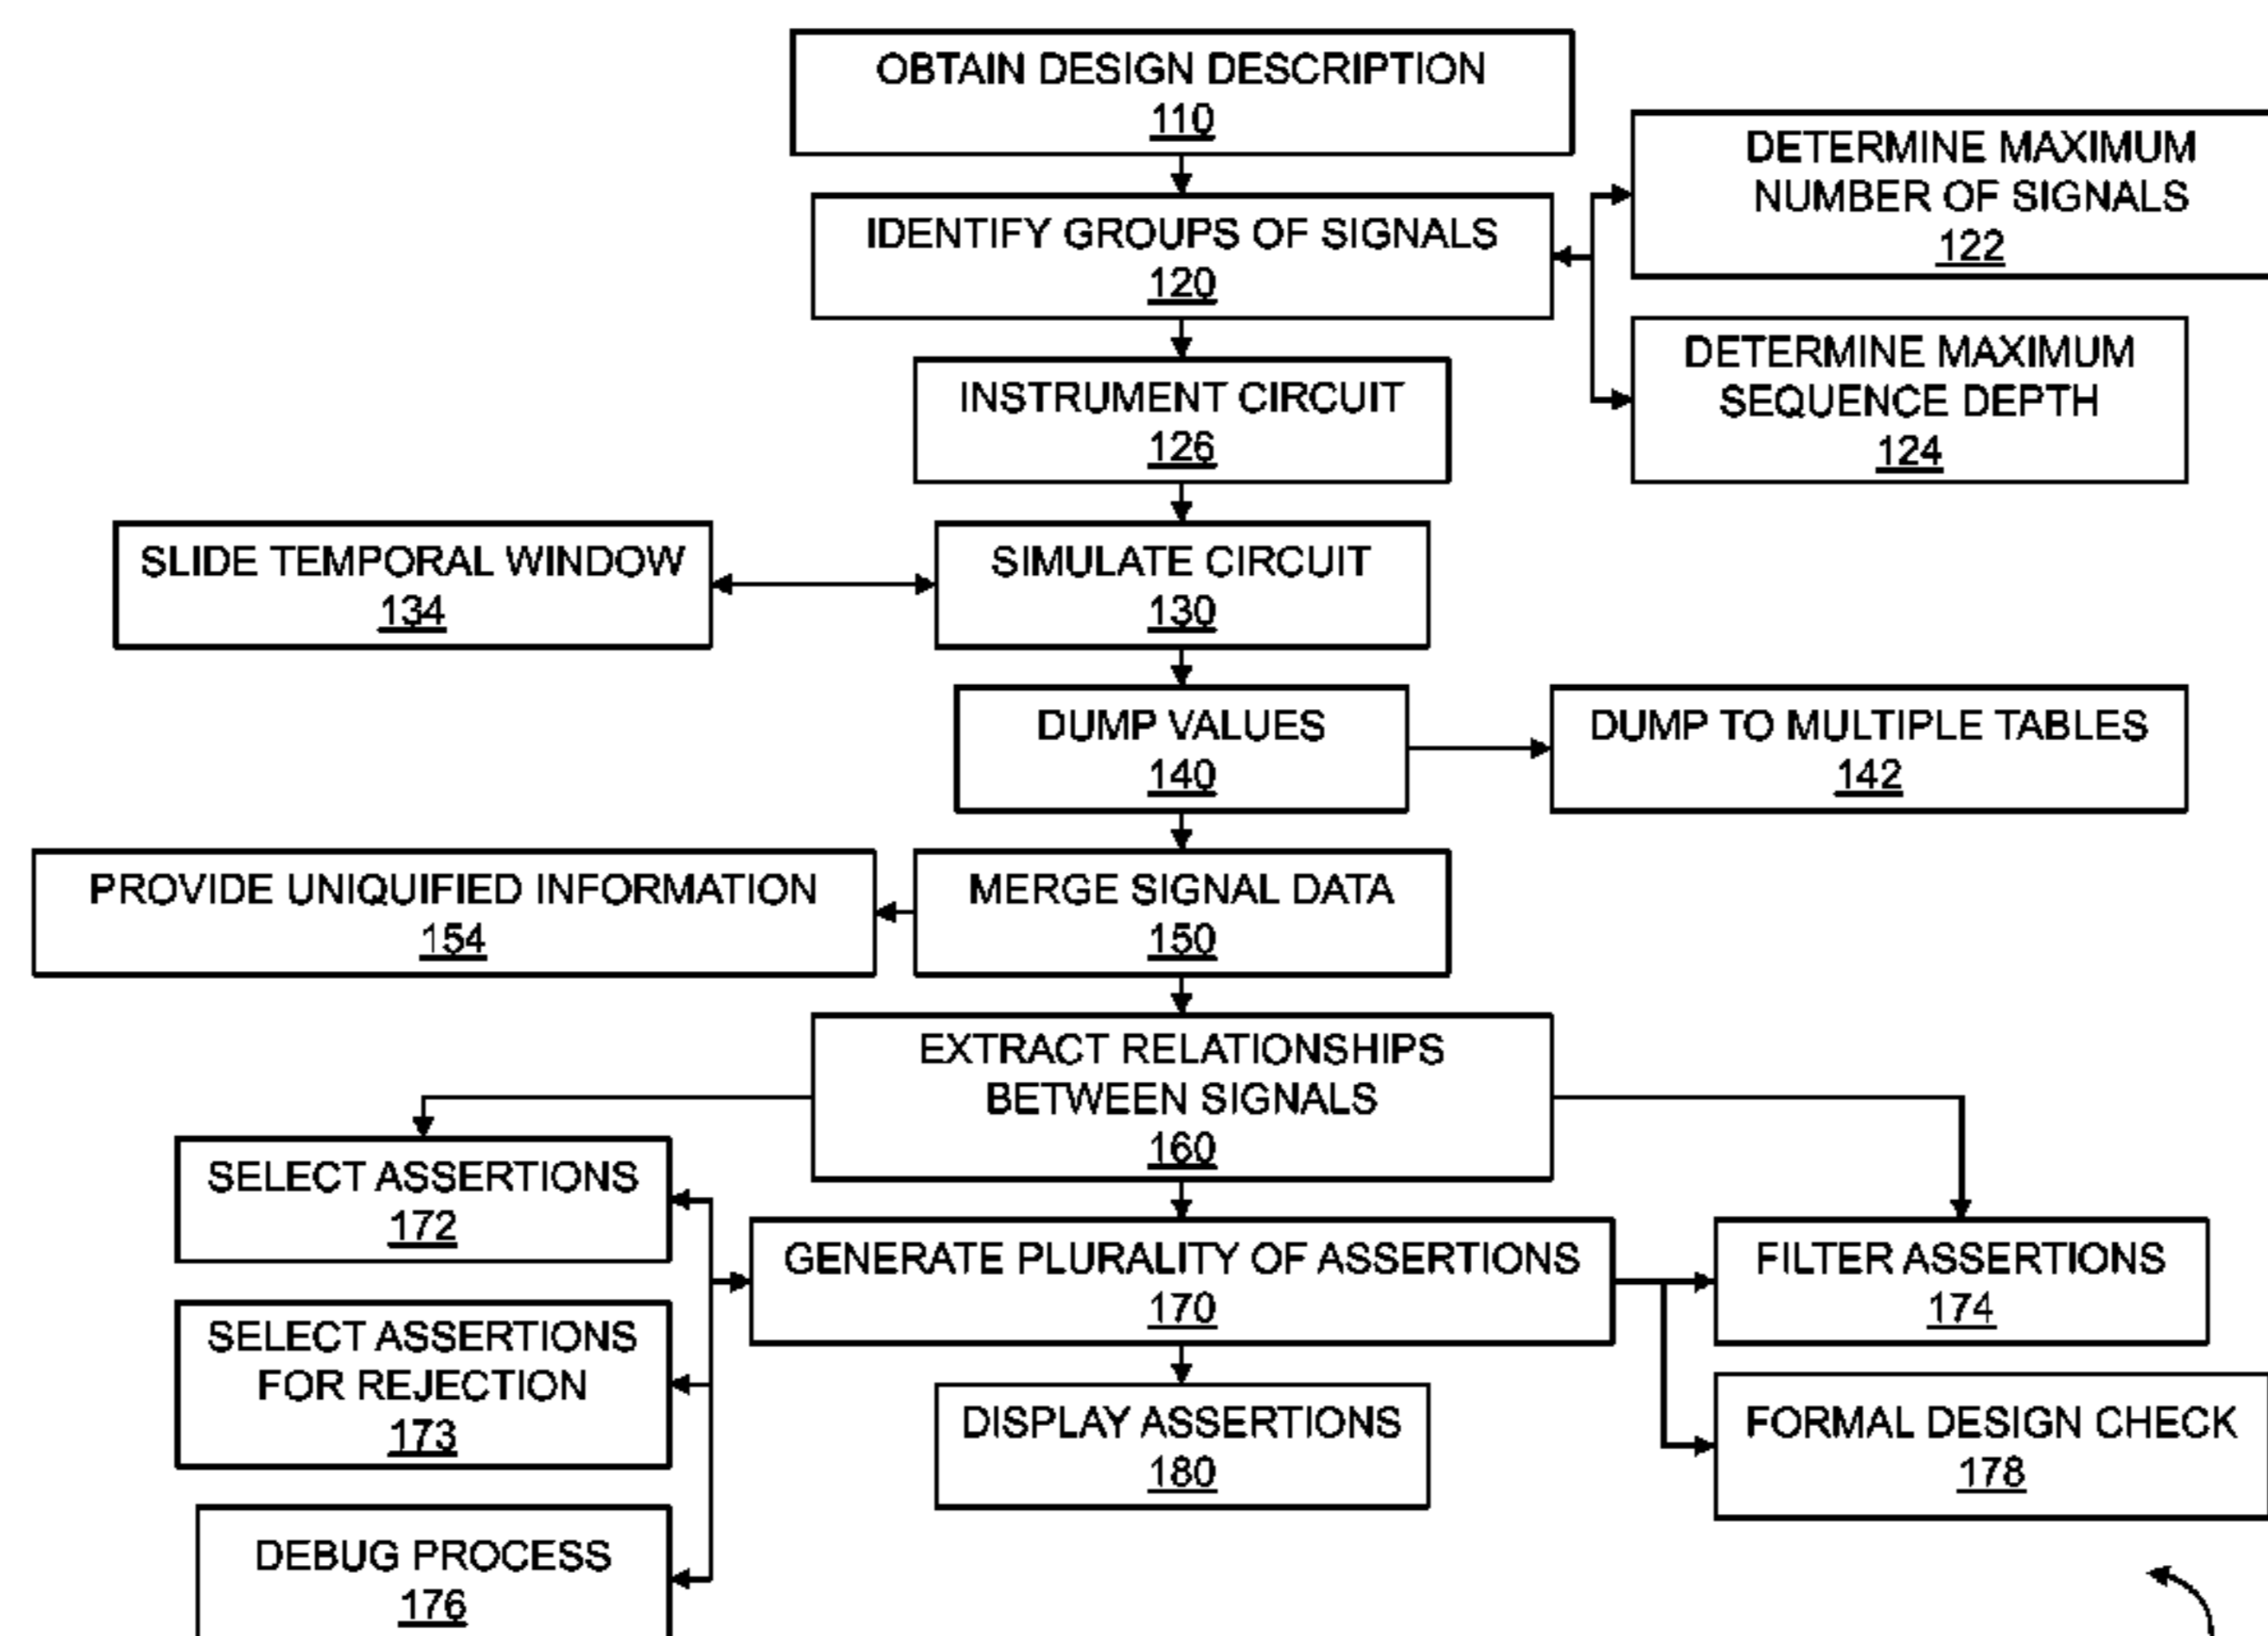 OBTAIN DESIGN DESCRIPTION
110
DETERMINE MAXIMUM
NUMBER OF SIGNALS
122
IDENTIFY GROUPS OF SIGNALS
120
DETERMINE MAXIMUM
SEQUENCE DEPTH
124
INSTRUMENT CIRCUIT
126
SLIDE TEMPORAL WINDOW
134
SIMULATE CIRCUIT
130
DUMP VALUES
140
DUMP TO MULTIPLE TABLES
142
PROVIDE UNIQUIFIED INFORMATION
154
MERGE SIGNAL DATA
150
EXTRACT RELATIONSHIPS
BETWEEN SIGNALS
160
SELECT ASSERTIONS
172
GENERATE PLURALITY OF ASSERTIONS
170
FILTER ASSERTIONS
174
SELECT ASSERTIONS
FOR REJECTION
173
DISPLAY ASSERTIONS
180
FORMAL DESIGN CHECK
178
DEBUG PROCESS
176